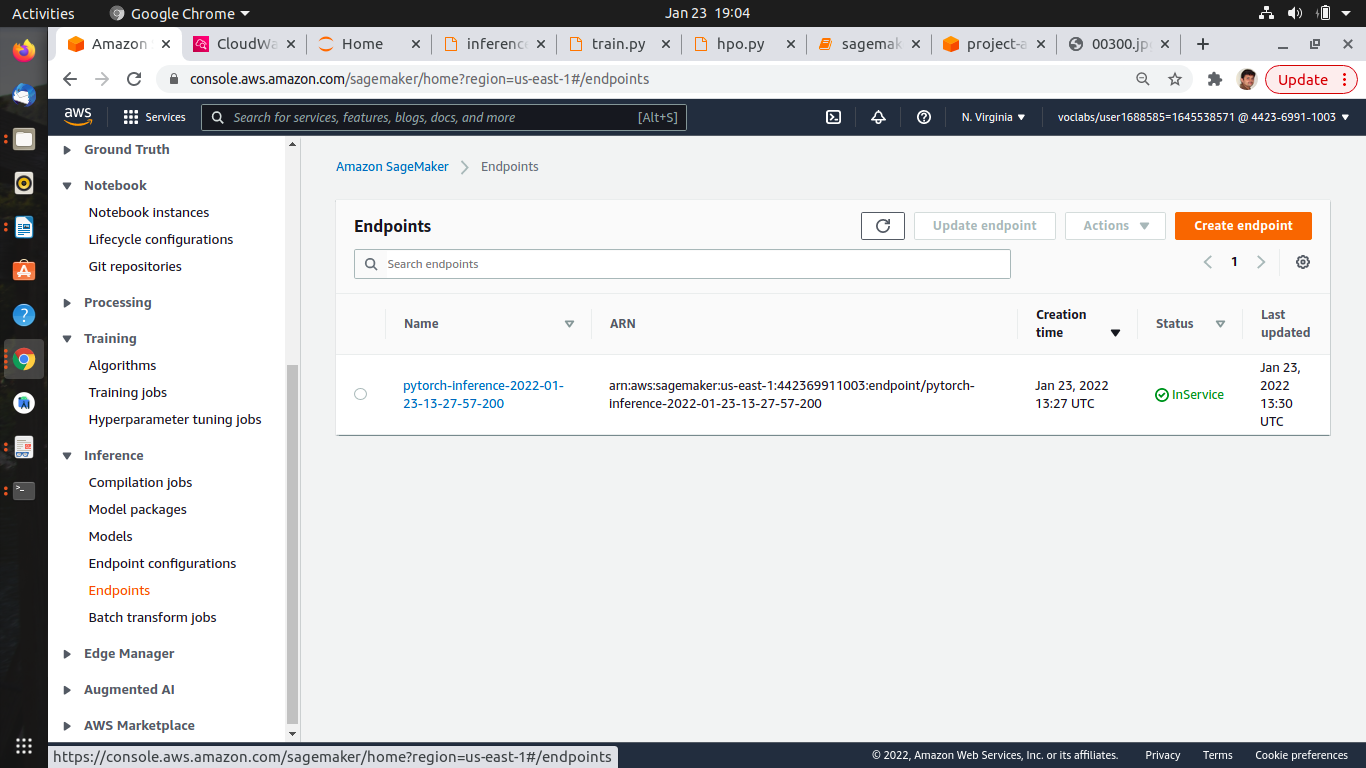 Activities
Google Chrome
Jan 23 19:04
Amazon
CloudWa
Home
inference
train.py
hpo.py
sagemak
project-a
00300.jp
console.aws.amazon.com/sagemaker/home?region=us-east-1#/endpoints
Update
aws
Services
Search for services, features, blogs, docs, and more
[Alt+S]
N. Virginia
voclabs/user1688585=1645538571 @ 4423-6991-1003
Ground Truth
Notebook
Notebook instances
Lifecycle configurations
Git repositories
Processing
Training
Algorithms
Training jobs
Hyperparameter tuning jobs
Inference
Compilation jobs
Model packages
Models
Endpoint configurations
Endpoints
Batch transform jobs
Edge Manager
Augmented AI
AWS Marketplace
Amazon SageMaker
Endpoints
Endpoints
Update endpoint
Actions
Create endpoint
Search endpoints
1
Name
ARN
Creation
time
Status
Last
updated
pytorch-inference-2022-01-
23-13-27-57-200
arn:aws:sagemaker:us-east-1:442369911003:endpoint/pytorch-
inference-2022-01-23-13-27-57-200
Jan 23, 2022
13:27 UTC
InService
Jan 23,
2022
13:30
UTC
https://console.aws.amazon.com/sagemaker/home?region=us-east-1#/endpoints
© 2022, Amazon Web Services, Inc. or its affiliates.
Privacy
Terms
Cookie preferences